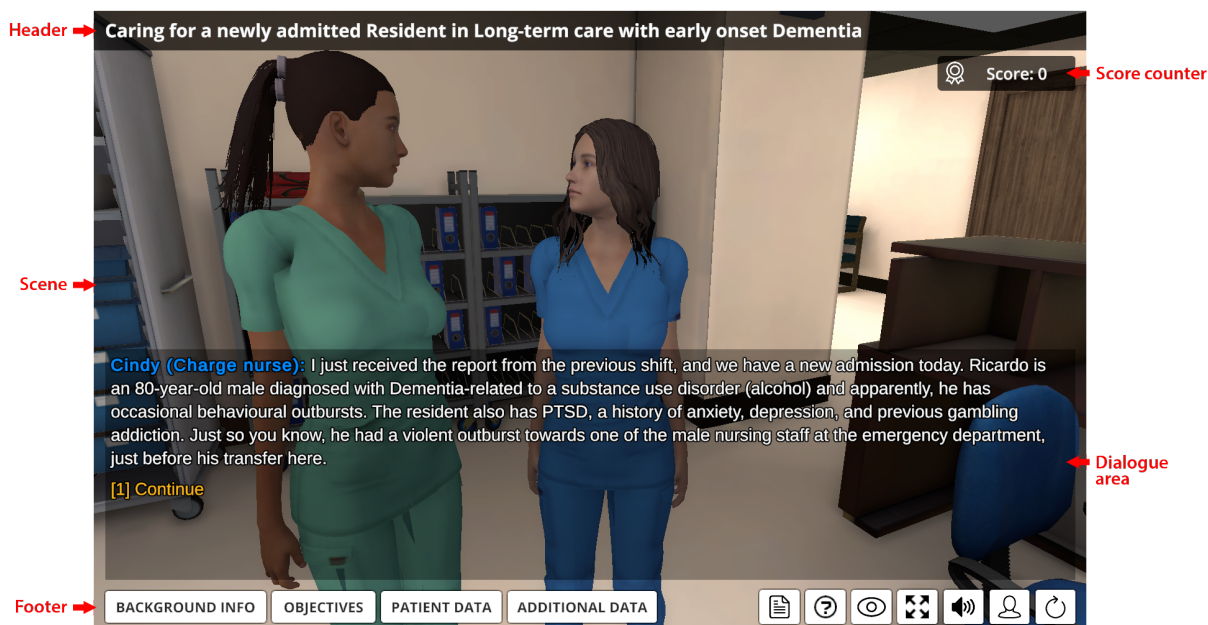 Header
Caring for a newly admitted Resident in Long-term care with early onset Dementia
Score: 0
Score counter
Scene
Cindy (Charge nurse): I just received the report from the previous shift, and we have a new admission today. Ricardo is
an 80-year-old male diagnosed with Dementia-related to a substance use disorder (alcohol) and apparently, he has
occasional behavioural outbursts. The resident also has PTSD, a history of anxiety, depression, and previous gambling
addiction. Just so you know, he had a violent outburst towards one of the male nursing staff at the emergency department,
just before his transfer here.
Dialogue
area
[1] Continue
Footer
BACKGROUND INFO
OBJECTIVES
PATIENT DATA
ADDITIONAL DATA